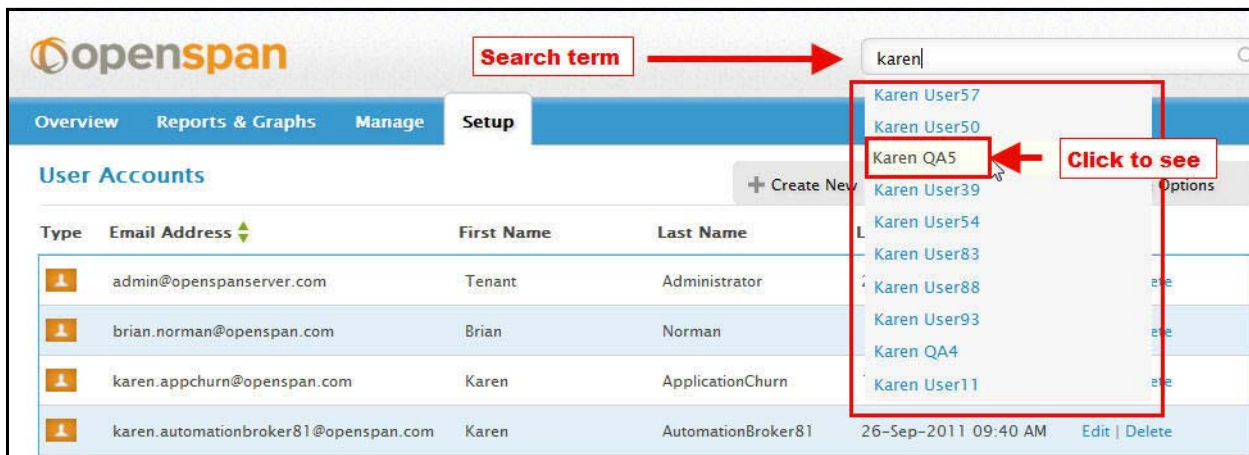 openspan
Search term
karen
Overview Reports & Graphs Manage Setup
Karen User57
Karen User50
Karen QA5
Click to see
Karen User39
Karen User54
Karen User83
Karen User88
Karen User93
Karen QA4
Karen User11
User Accounts
Create New Options
Type Email Address First Name Last Name
admin@openspanserver.com Tenant Administrator
brian.norman@openspan.com Brian Norman
karen.appchurn@openspan.com Karen ApplicationChurn
karen.automationbroker81@openspan.com Karen AutomationBroker81 26-Sep-2011 09:40 AM Edit | Delete